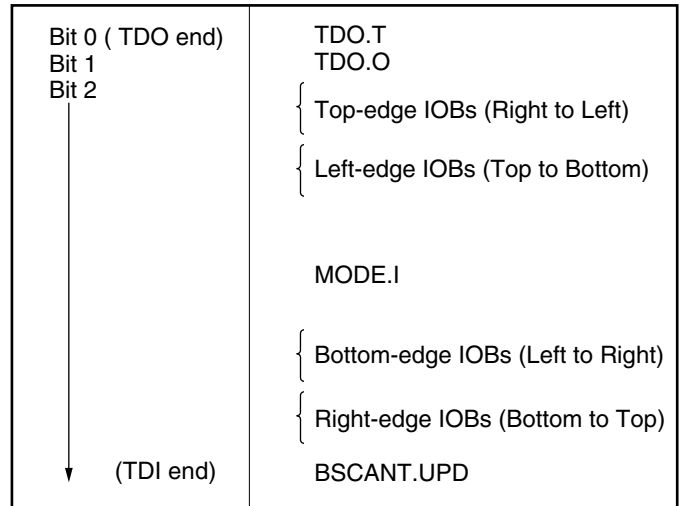 Bit 0 ( TDO end) TDO.T
Bit 1 TDO.O
Bit 2
Top-edge IOBs (Right to Left)
Left-edge IOBs (Top to Bottom)
MODE.I
Bottom-edge IOBs (Left to Right)
Right-edge IOBs (Bottom to Top)
(TDI end) BSCANT.UPD